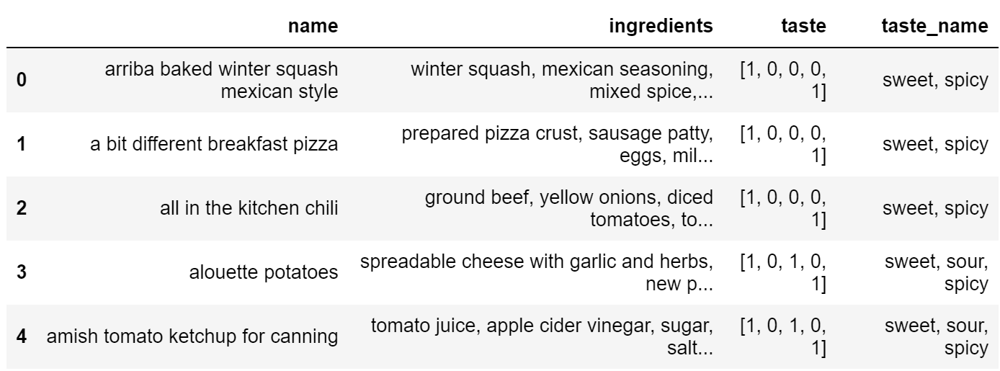 name ingredients taste taste_name
0 arriba baked winter squash mexican style winter squash, mexican seasoning, mixed spice,... [1, 0, 0, 0, 1] sweet, spicy
1 a bit different breakfast pizza prepared pizza crust, sausage patty, eggs, mil... [1, 0, 0, 0, 1] sweet, spicy
2 all in the kitchen chili ground beef, yellow onions, diced tomatoes, to... [1, 0, 0, 0, 1] sweet, spicy
3 alouette potatoes spreadable cheese with garlic and herbs, new p... [1, 0, 1, 0, 1] sweet, sour, spicy
4 amish tomato ketchup for canning tomato juice, apple cider vinegar, sugar, salt... [1, 0, 1, 0, 1] sweet, sour, spicy